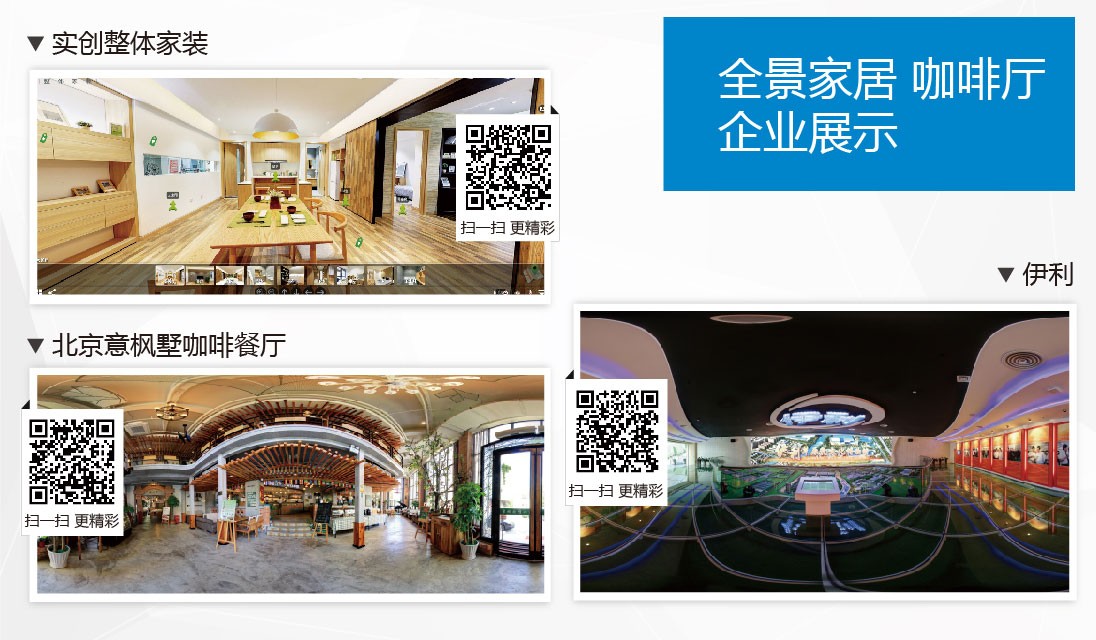 ▼ 实创整体家装
全景家居 咖啡厅
企业展示
扫一扫 更精彩
▼ 伊利
▼ 北京意枫墅咖啡餐厅
扫一扫 更精彩
扫一扫 更精彩